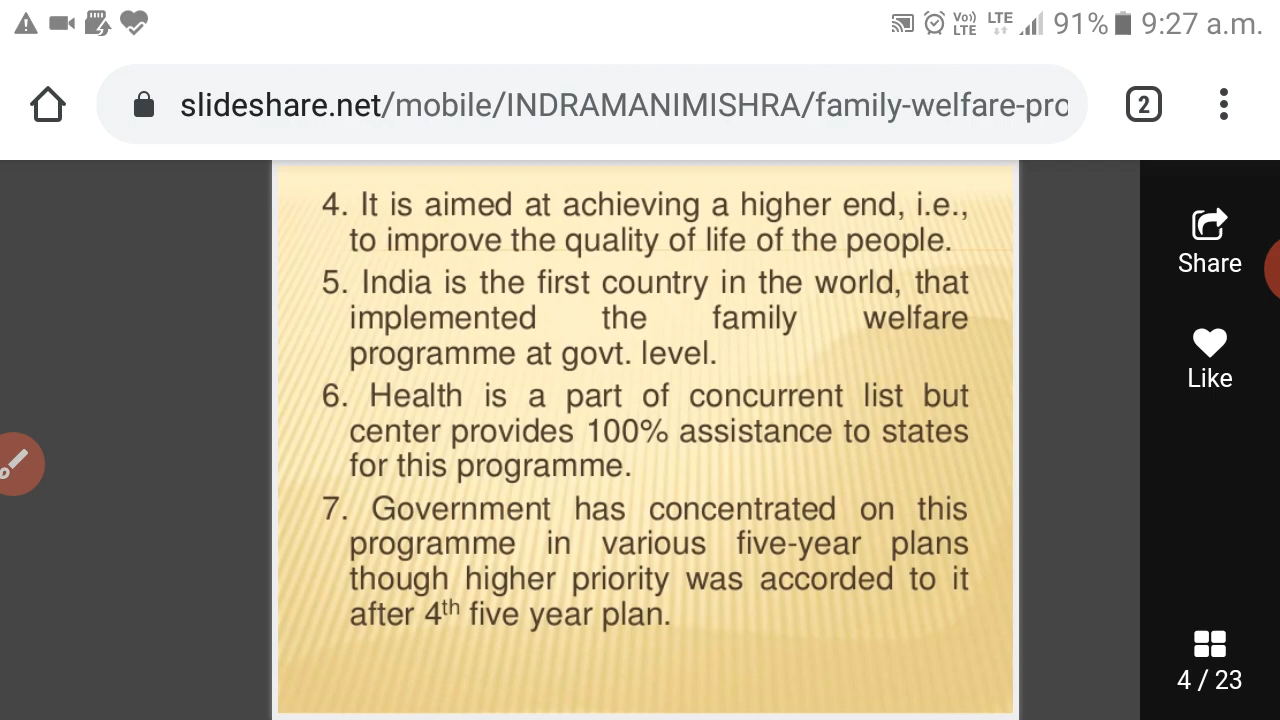 Vo)) LTE LTE 91% 9:27 a.m.
slideshare.net/mobile/INDRAMANIMISHRA/family-welfare-pro
2
4. It is aimed at achieving a higher end, i.e.,
to improve the quality of life of the people.
5. India is the first country in the world, that
implemented the family welfare
programme at govt. level.
6. Health is a part of concurrent list but
center provides 100% assistance to states
for this programme.
7. Government has concentrated on this
programme in various five-year plans
though higher priority was accorded to it
after 4th five year plan.
Share
Like
4 / 23